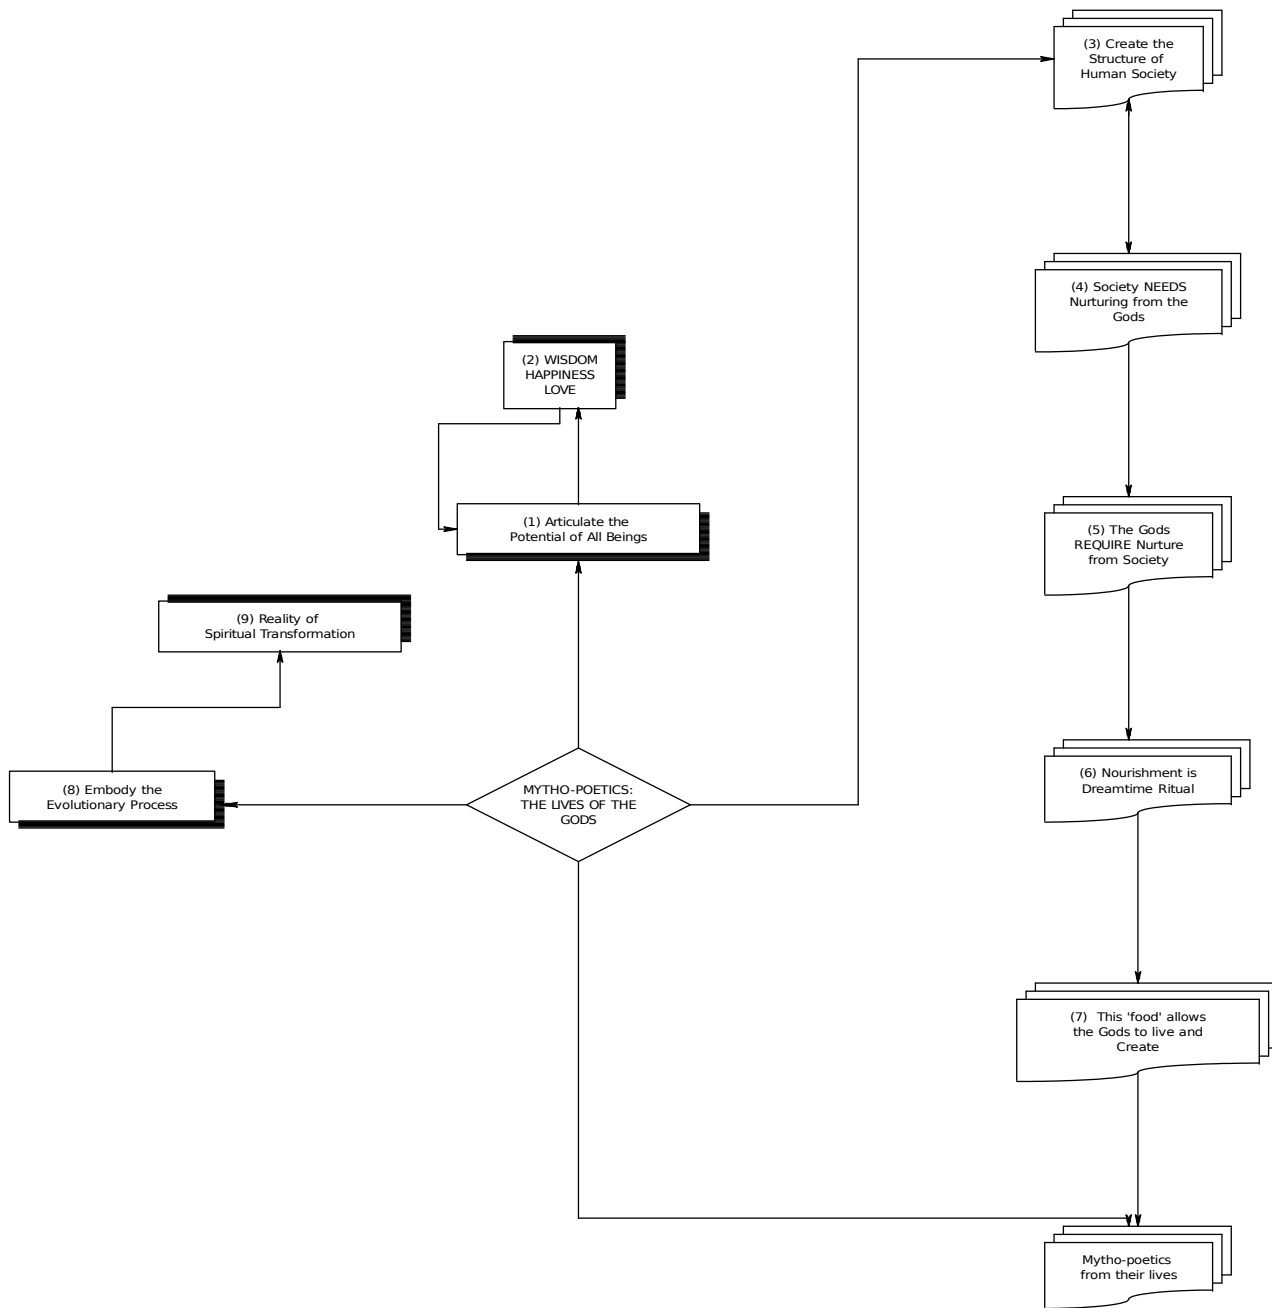 (3) Create the
Structure of
Human Society
(4) Society NEEDS
Nurturing from the
Gods
(2) WISDOM
HAPPINESS
LOVE
(1) Articulate the
Potential of All Beings
(5) The Gods
REQUIRE Nurture
from Society
(9) Reality of
Spiritual Transformation
(8) Embody the
Evolutionary Process
MYTHO-POETICS:
THE LIVES OF THE
GODS
(6) Nourishment is
Dreamtime Ritual
(7)  This 'food' allows
the Gods to live and
Create
Mytho-poetics
from their lives